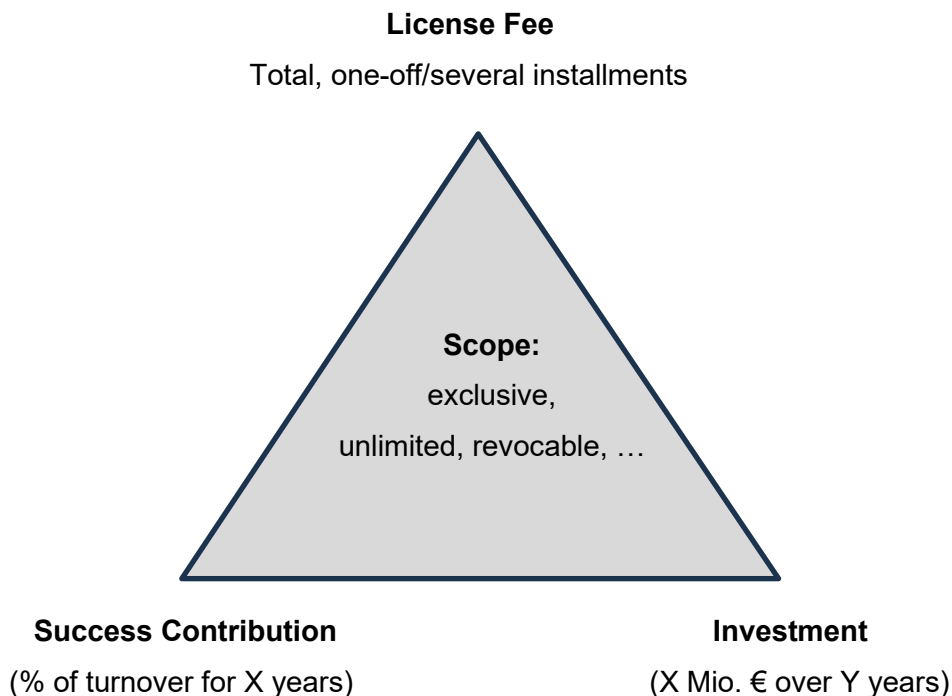 License Fee
Total, one-off/several installments
Scope:
exclusive,
unlimited, revocable, …
Success Contribution
(% of turnover for X years)
Investment
(X Mio. € over Y years)